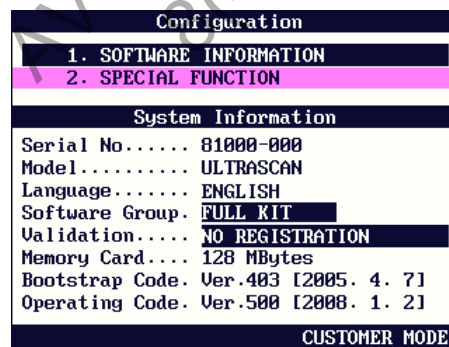 Configuration
1. SOFTWARE INFORMATION
2. SPECIAL FUNCTION
System Information
Serial No...... 81000-000
Model.......... ULTRASCAN
Language....... ENGLISH
Software Group. FULL KIT
Validation..... NO REGISTRATION
Memory Card.... 128 MBytes
Bootstrap Code. Ver.403 [2005. 4. 7]
Operating Code. Ver.500 [2008. 1. 2]
CUSTOMER MODE